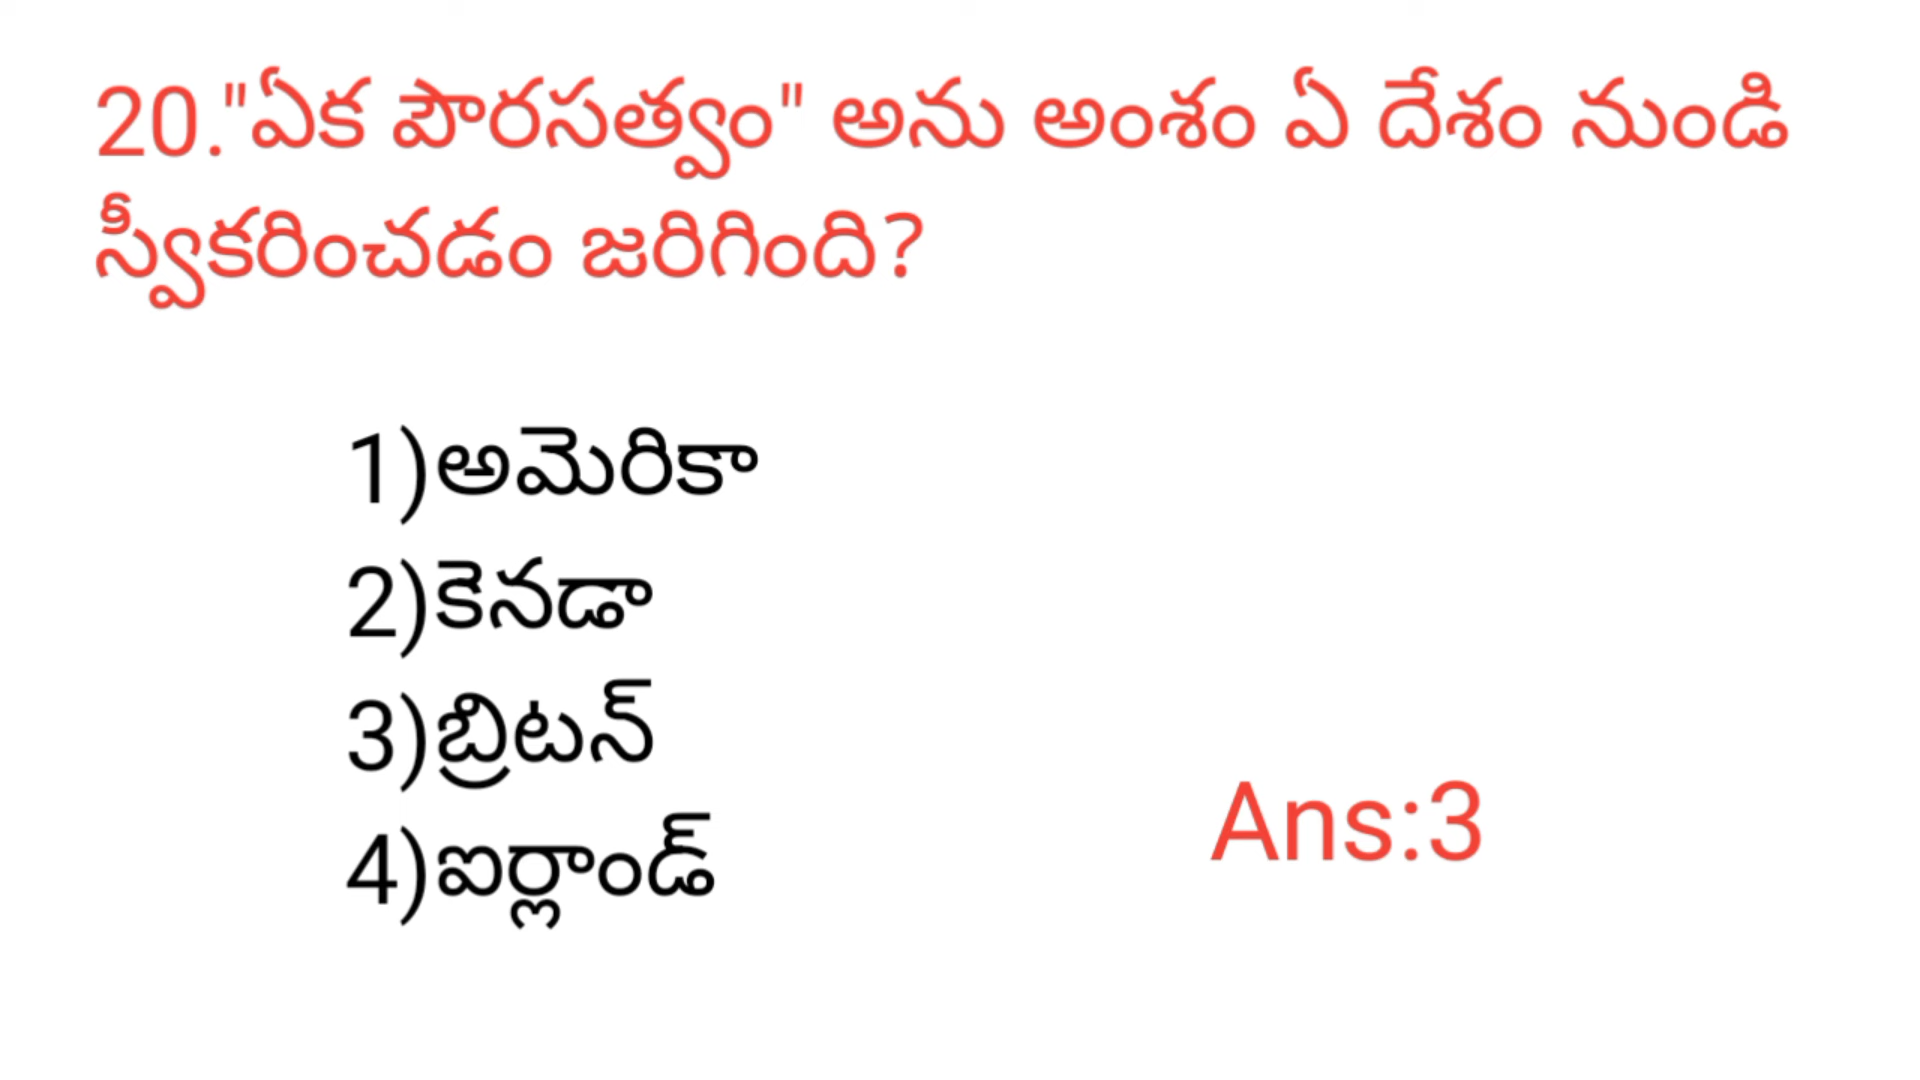 20."ఏక పౌరసత్వం" అను అంశం ఏ దేశం నుండి
స్వీకరించడం జరిగింది?
1)అమెరికా
2)కెనడా
3)బ్రిటన్
4)ఐర్లాండ్
Ans:3